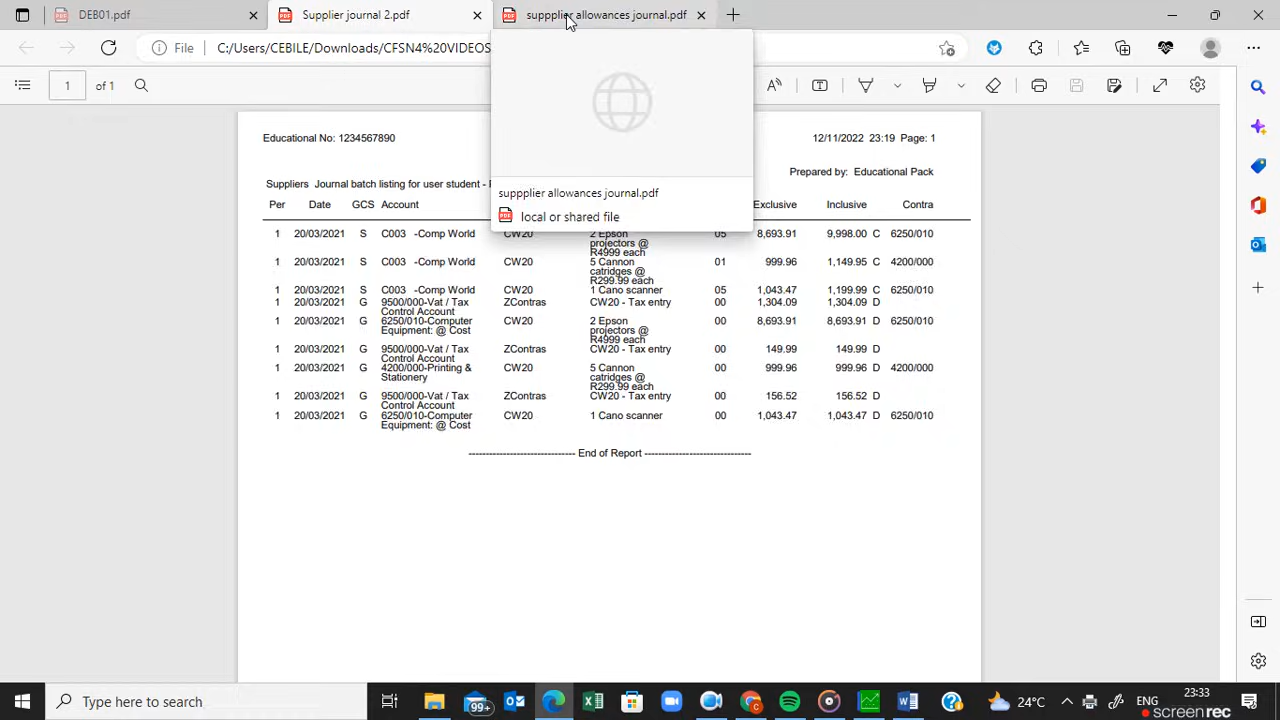 DEB01.pdf
Supplier journal 2.pdf
suppplier allowances journal.pdf
File
C:/Users/CEBILE/Downloads/CFSN4%20VIDEOS
1 of 1
suppplier allowances journal.pdf
local or shared file
Educational No: 1234567890
12/11/2022 23:19 Page: 1
Prepared by: Educational Pack
Suppliers Journal batch listing for user student -
Per Date GCS Account Exclusive Inclusive Contra
1 20/03/2021 S C003 -Comp World CW20 2 Epson projectors @ R4999 each 05 8,693.91 9,998.00 C 6250/010
1 20/03/2021 S C003 -Comp World CW20 5 Cannon catridges @ R299.99 each 01 999.96 1,149.95 C 4200/000
1 20/03/2021 S C003 -Comp World CW20 1 Cano scanner 05 1,043.47 1,199.99 C 6250/010
1 20/03/2021 G 9500/000-Vat / Tax Control Account ZContras CW20 - Tax entry 00 1,304.09 1,304.09 D
1 20/03/2021 G 6250/010-Computer Equipment: @ Cost CW20 2 Epson projectors @ R4999 each 00 8,693.91 8,693.91 D 6250/010
1 20/03/2021 G 9500/000-Vat / Tax Control Account ZContras CW20 - Tax entry 00 149.99 149.99 D
1 20/03/2021 G 4200/000-Printing & Stationery CW20 5 Cannon catridges @ R299.99 each 00 999.96 999.96 D 4200/000
1 20/03/2021 G 9500/000-Vat / Tax Control Account ZContras CW20 - Tax entry 00 156.52 156.52 D
1 20/03/2021 G 6250/010-Computer Equipment: @ Cost CW20 1 Cano scanner 00 1,043.47 1,043.47 D 6250/010
------------------------------ End of Report ------------------------------
Type here to search
99+
24°C
ENG
23:33
Screenrec